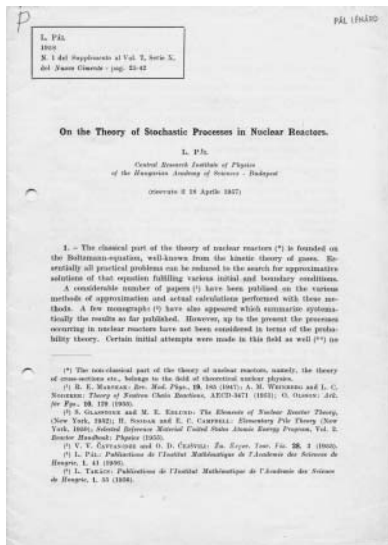 P
PÁL LÉNÁRD
L. PÁL
1958
N. 1 del Supplemento al Vol. 7, Serie X,
del Nuovo Cimento - pag. 25-42
On the Theory of Stochastic Processes in Nuclear Reactors.
L. PÁL
Central Research Institute of Physics
of the Hungarian Academy of Sciences - Budapest
(ricevuto il 18 Aprile 1957)
1. - The classical part of the theory of nuclear reactors (*) is founded on
the Boltzmann-equation, well-known from the kinetic theory of gases. Es-
sentially all practical problems can be reduced to the search for approximative
solutions of that equation fulfilling various initial and boundary conditions.
A considerable number of papers (¹) have been publised on the various
methods of approximation and actual calculations performed with these me-
thods. A few monographs (²) have also appeared which summarize systema-
tically the results so far published. However, up to the present the processes
occurring in nuclear reactors have not been considered in terms of the proba-
bility theory. Certain initial attempts were made in this field as well no
(*) The non-classical part of the theory of nuclear reactors, namely, the theory
of cross-sections etc., belongs to the field of theoretical nuclear physics.
(¹) R. E. MARSHAK: Rev. Mod. Phys., 19, 185 (1947); A. M. WEINBERG and L. C.
NODERER: Theory of Neutron Chain Reactions, AECD-3471 (1951); O. OLSSON:
Fys., 10, 129 (1956).
(²) S. GLASSTONE and M. E. EDLUND: The Elements of Nuclear Reactor Theory,
(New York, 1952); H. SOODAK and E. C. CAMPBELL: Elementary Pile Theory (New
York, 1950); Selected Reference Material United States Atomic Energy Program, Vol. 2.
Reactor Handbook: Physics (1955).
(³) V. V. and O. D. 3 (1955).
(⁴) L. PÁL: Publications de l'Institut Mathématique de l'Academie des Sciences de
Hongrie, 1, 41 (1956).
(⁵) L. TAKÁCS: Publications de l'Institut Mathématique de l'Academie des Science
de Hongrie, 1, 55 (1956).